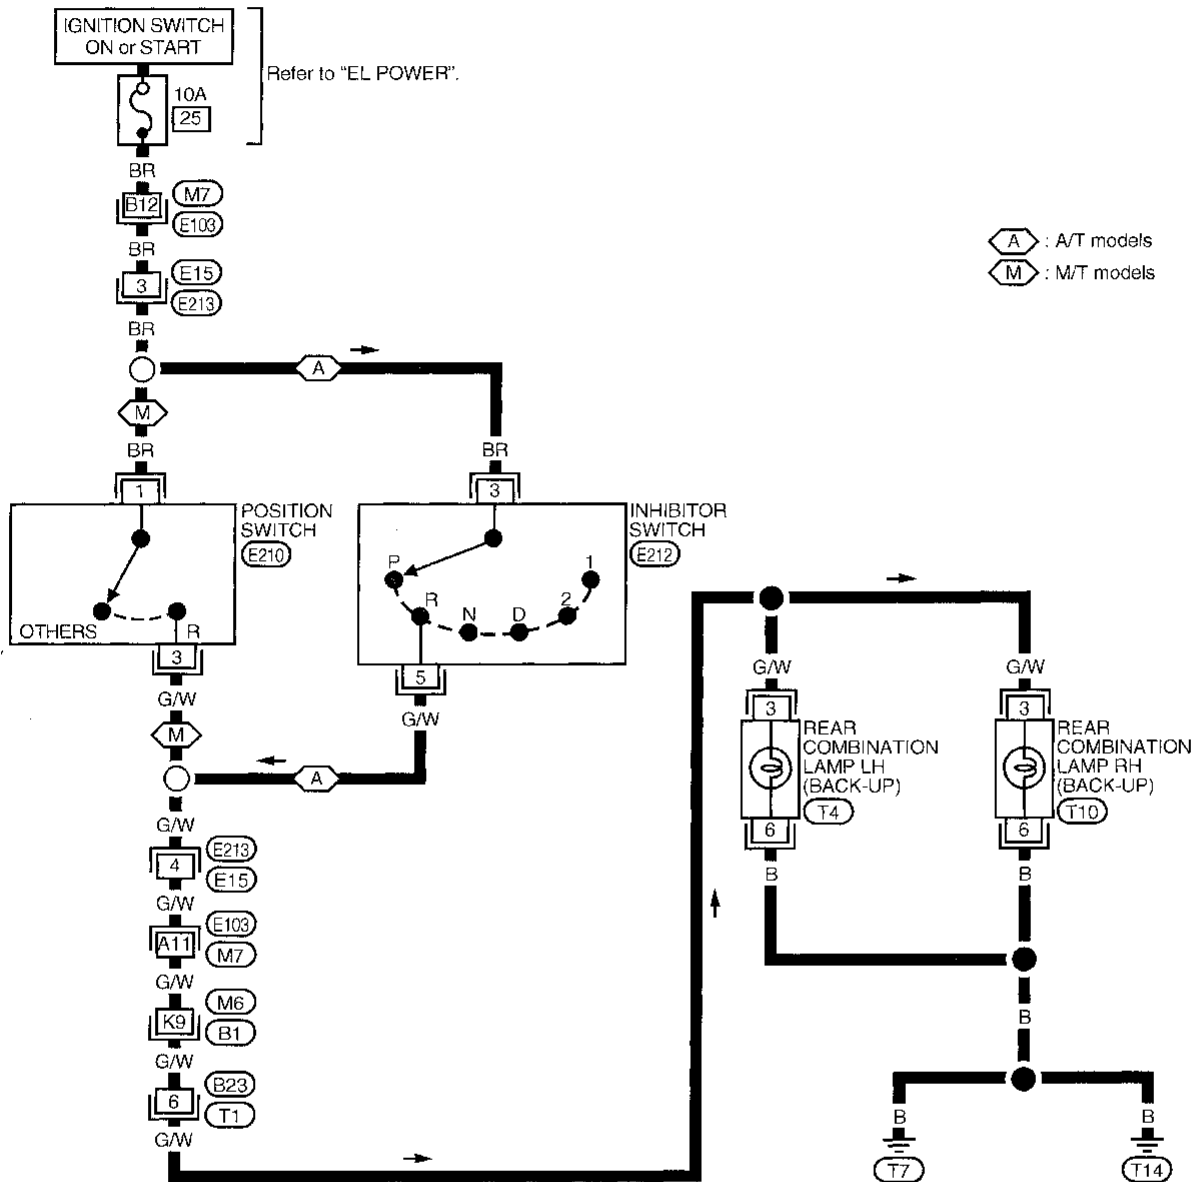 IGNITION SWITCH
ON or START
Refer to "EL POWER".
10A
25
BR
B12
M7
E103
BR
3
E15
E213
BR
A : A/T models
M : M/T models
A
M
BR
BR
1
3
POSITION
SWITCH
E210
OTHERS
R
3
INHIBITOR
SWITCH
E212
P
R
N
D
2
1
5
G/W
G/W
M
A
G/W
4
E213
E15
G/W
A11
E103
M7
G/W
K9
M6
B1
G/W
6
B23
T1
G/W
G/W
G/W
3
3
REAR
COMBINATION
LAMP LH
(BACK-UP)
T4
REAR
COMBINATION
LAMP RH
(BACK-UP)
T10
6
6
B
B
B
B
B
T7
T14